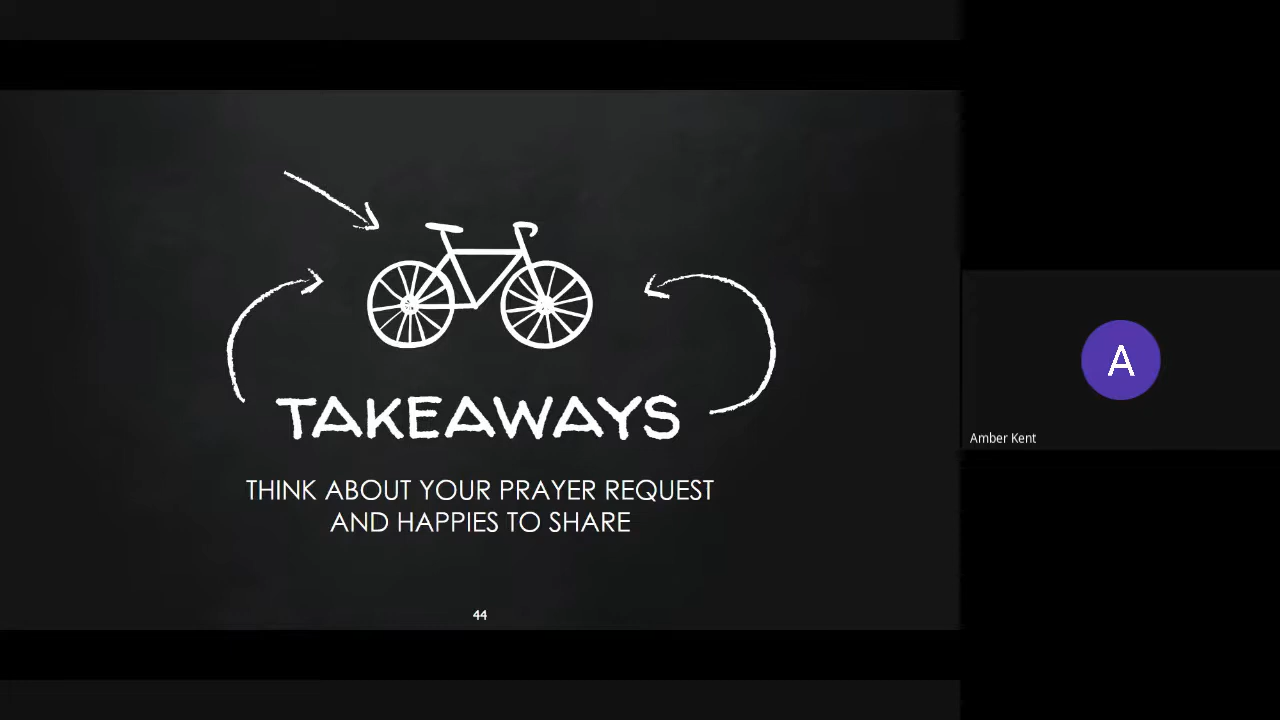 TAKEAWAYS
THINK ABOUT YOUR PRAYER REQUEST
AND HAPPIES TO SHARE
44
A
Amber Kent